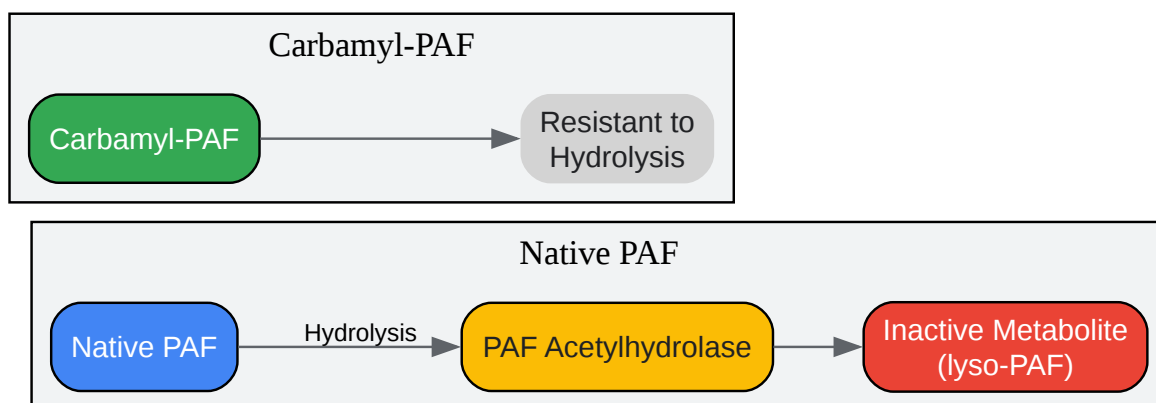 Carbamyl-PAF
Carbamyl-PAF
Resistant to
Hydrolysis
Native PAF
Native PAF
Hydrolysis
PAF Acetylhydrolase
Inactive Metabolite
(lyso-PAF)